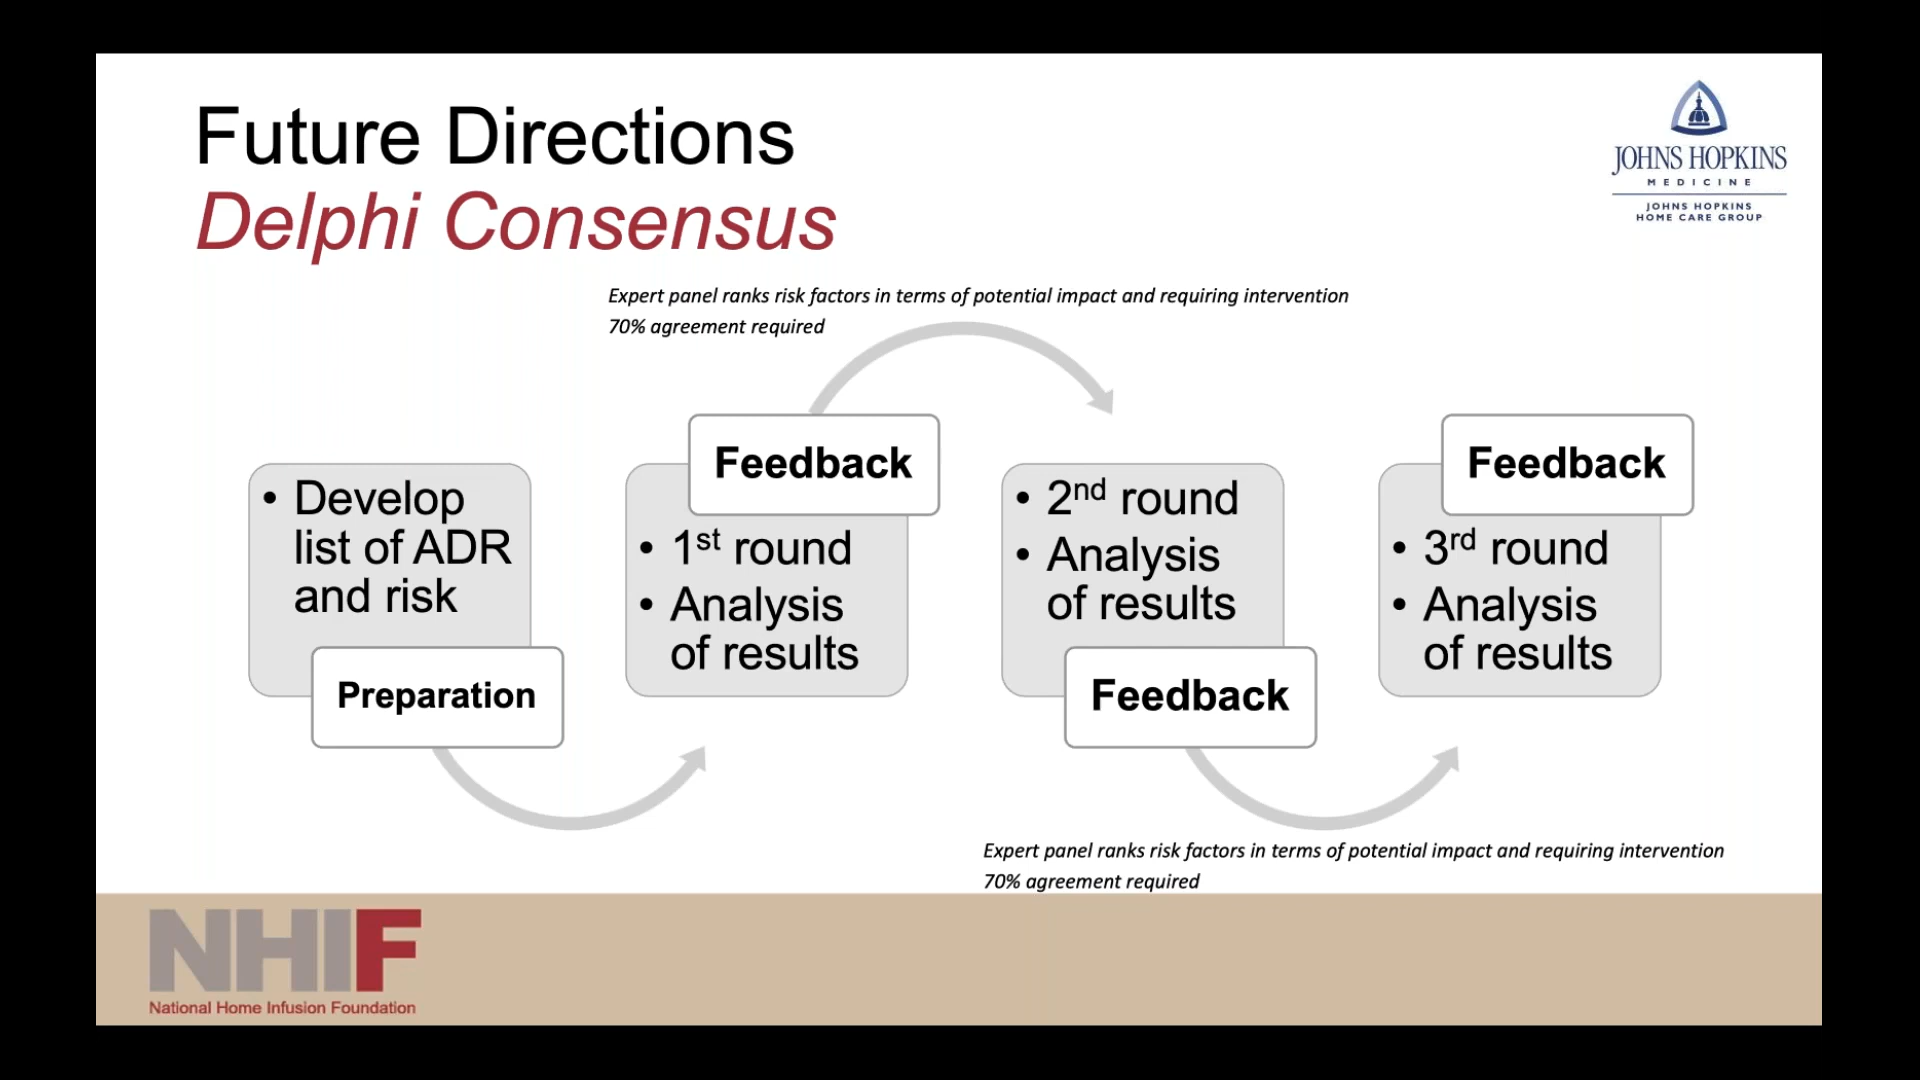 Future Directions
Delphi Consensus
JOHNS HOPKINS
MEDICINE
JOHNS HOPKINS
HOME CARE GROUP
Expert panel ranks risk factors in terms of potential impact and requiring intervention
70% agreement required
• Develop
list of ADR
and risk
Preparation
Feedback
• 1st round
• Analysis
of results
• 2nd round
• Analysis
of results
Feedback
Feedback
• 3rd round
• Analysis
of results
Expert panel ranks risk factors in terms of potential impact and requiring intervention
70% agreement required
NHIF
National Home Infusion Foundation